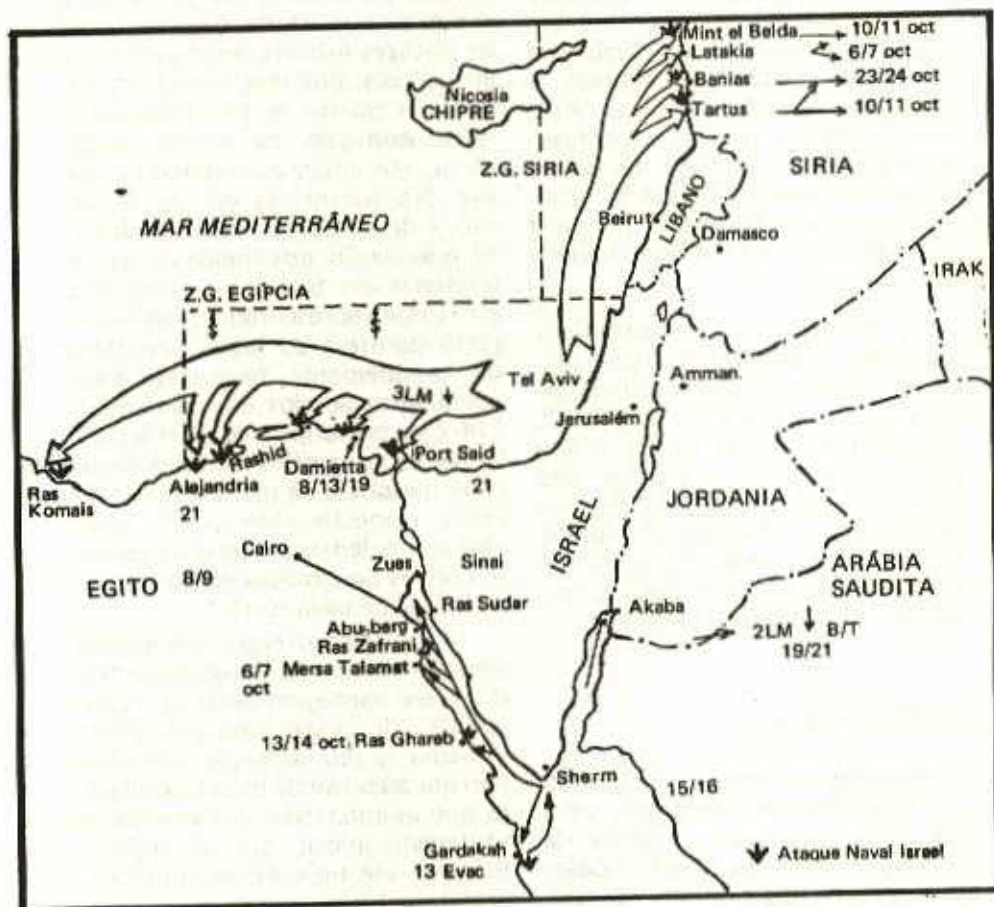 Mint el Beida 10/11 oct
Latakia 6/7 oct
Nicosia
CHIPRE
Banias 23/24 oct
Tartus 10/11 oct
Z.G. SIRIA
SIRIA
LIBANO
MAR MEDITERRÂNEO
Beirut
Damasco
IRAK
Z.G. EGIPCIA
Tel Aviv
Amman
3LM
Jerusalém
Rashid
Port Said
Damietta
8/13/19
21
Ras
Komais
Alejandria
21
JORDANIA
ISRAEL
Cairo
Zues
Sinai
ARÁBIA
SAUDITA
EGITO
8/9
Ras Sudar
Akaba
Abu berg
2LM B/T
19/21
Ras Zafrani
6/7
oct
Mersa Talamat
13/14 oct, Ras Ghareb
Sherm
15/16
Gardakah
13 Evac
Ataque Naval Israel